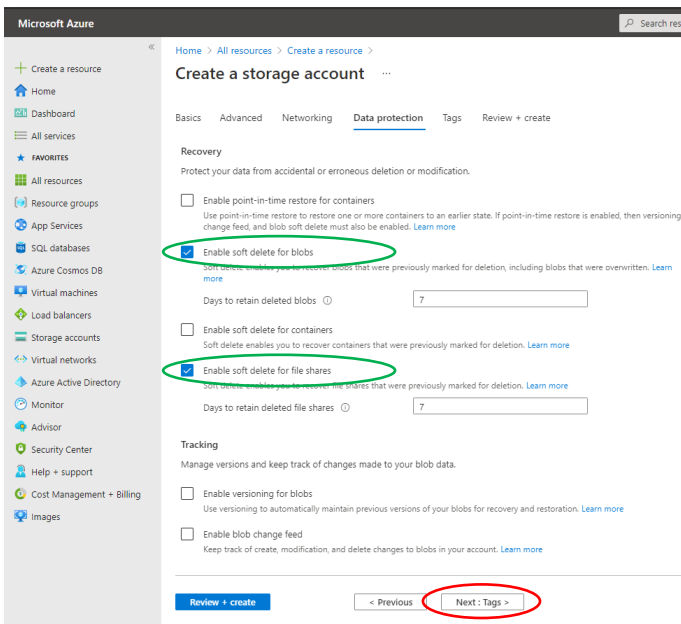 Microsoft Azure
Search res
«
Create a resource
Home
Dashboard
All services
FAVORITES
All resources
Resource groups
App Services
SQL databases
Azure Cosmos DB
Virtual machines
Load balancers
Storage accounts
Virtual networks
Azure Active Directory
Monitor
Advisor
Security Center
Help + support
Cost Management + Billing
Images
Home > All resources > Create a resource >
Create a storage account ...
Basics Advanced Networking Data protection Tags Review + create
Recovery
Protect your data from accidental or erroneous deletion or modification.
Enable point-in-time restore for containers
Use point-in-time restore to restore one or more containers to an earlier state. If point-in-time restore is enabled, then versioning
change feed, and blob soft delete must also be enabled. Learn more
Enable soft delete for blobs
Soft delete enables you to recover blobs that were previously marked for deletion, including blobs that were overwritten. Learn
more
Days to retain deleted blobs 7
Enable soft delete for containers
Soft delete enables you to recover containers that were previously marked for deletion. Learn more
Enable soft delete for file shares
Soft delete enables you to recover file shares that were previously marked for deletion. Learn more
Days to retain deleted file shares 7
Tracking
Manage versions and keep track of changes made to your blob data.
Enable versioning for blobs
Use versioning to automatically maintain previous versions of your blobs for recovery and restoration. Learn more
Enable blob change feed
Keep track of create, modification, and delete changes to blobs in your account. Learn more
Review + create < Previous Next : Tags >